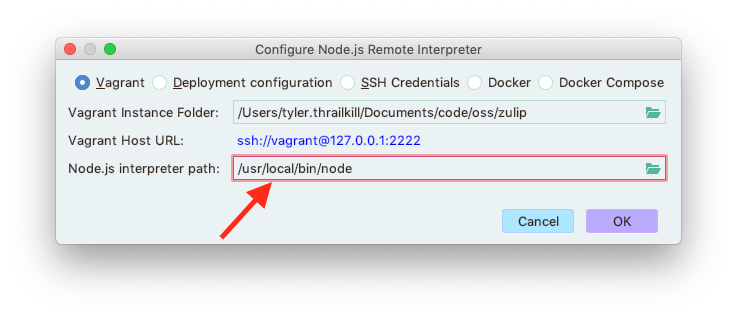 Configure Node.js Remote Interpreter
Vagrant Deployment configuration SSH Credentials Docker Docker Compose
Vagrant Instance Folder: /Users/tyler.thrailkill/Documents/code/oss/zulip
Vagrant Host URL: ssh://vagrant@127.0.0.1:2222
Node.js interpreter path: /usr/local/bin/node
Cancel OK